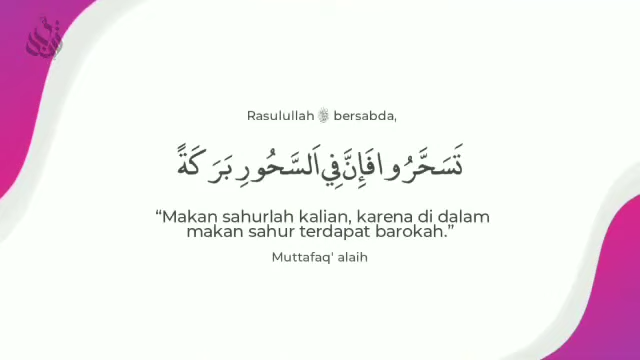 Rasulullah ﷺ bersabda,
تَسَحَّرُوا فَإِنَّ فِي اَلسَّحُورِ بَرَكَةً
“Makan sahurlah kalian, karena di dalam
makan sahur terdapat barokah.”
Muttafaq' alaih